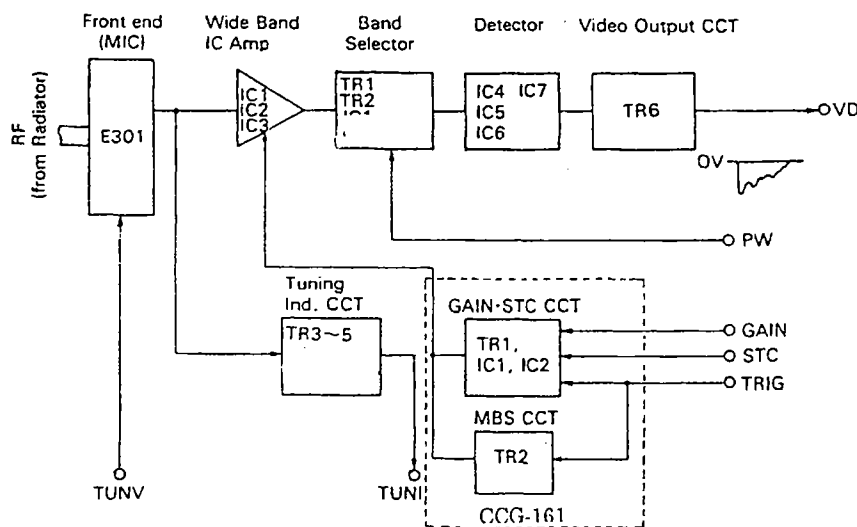 Front end
(MIC)
Wide Band
IC Amp
Band
Selector
Detector
Video Output CCT
RF
(from Radiator)
E301
IC1
IC2
IC3
TR1
TR2
IC4 IC7
IC5
IC6
TR6
VD
OV
PW
Tuning
Ind. CCT
TR3~5
GAIN·STC CCT
TR1,
IC1, IC2
GAIN
STC
TRIG
MBS CCT
TR2
TUNV
TUNI
CCG-161